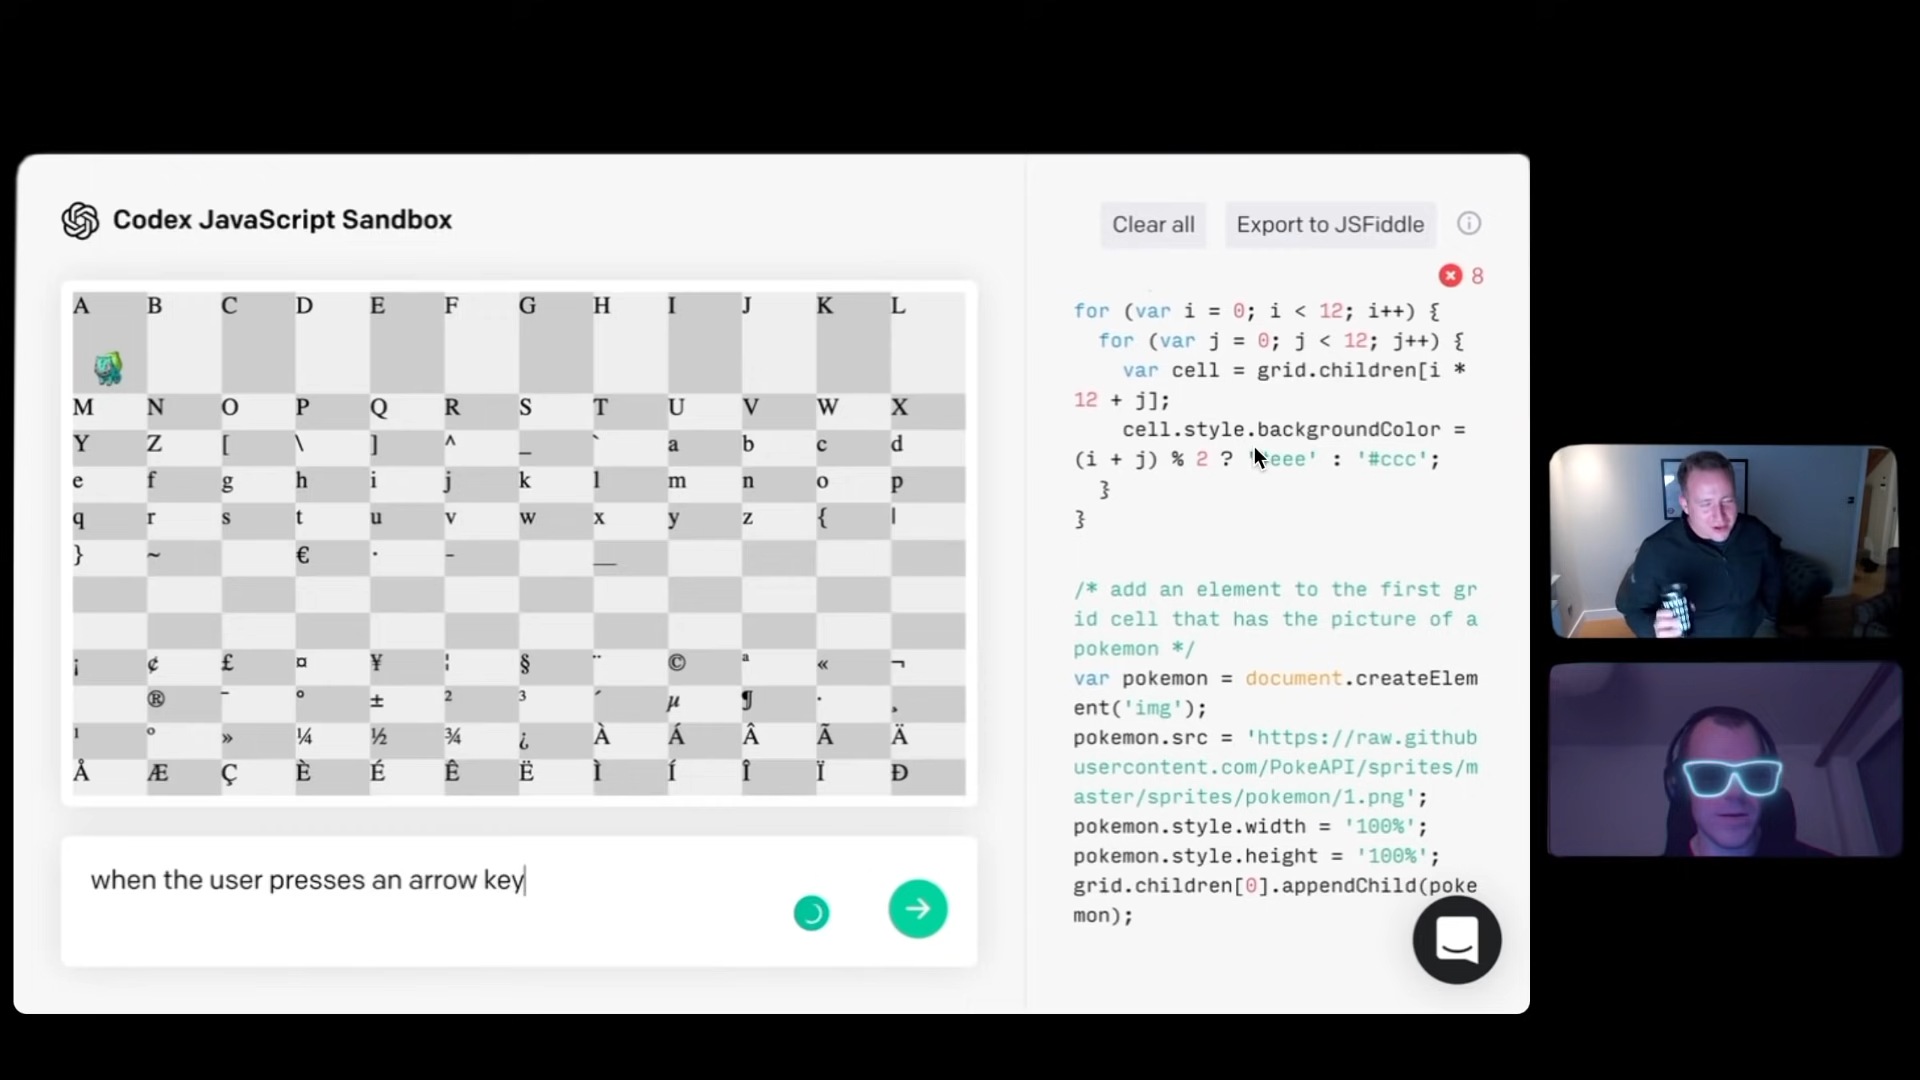 Codex JavaScript Sandbox
Clear all
Export to JSFiddle
8
A B C D E F G H I J K L
M N O P Q R S T U V W X
Y Z [ \ ] ^ _ ` a b c d
e f g h i j k l m n o p
q r s t u v w x y z { |
} ~ € · - __
¡ ¢ £ ¤ ¥ ¦ § ¨ © ª « ¬
® ¯ ° ± ² ³ ´ µ ¶ · ¸
¹ º » ¼ ½ ¾ ¿ À Á Â Ã Ä
Å Æ Ç È É Ê Ë Ì Í Î Ï Ð
when the user presses an arrow key
for (var i = 0; i < 12; i++) {
for (var j = 0; j < 12; j++) {
var cell = grid.children[i *
12 + j];
cell.style.backgroundColor =
(i + j) % 2 ? '#eee' : '#ccc';
}
}
/* add an element to the first gr
id cell that has the picture of a
pokemon */
var pokemon = document.createElem
ent('img');
pokemon.src = 'https://raw.github
usercontent.com/PokeAPI/sprites/m
aster/sprites/pokemon/1.png';
pokemon.style.width = '100%';
pokemon.style.height = '100%';
grid.children[0].appendChild(poke
mon);